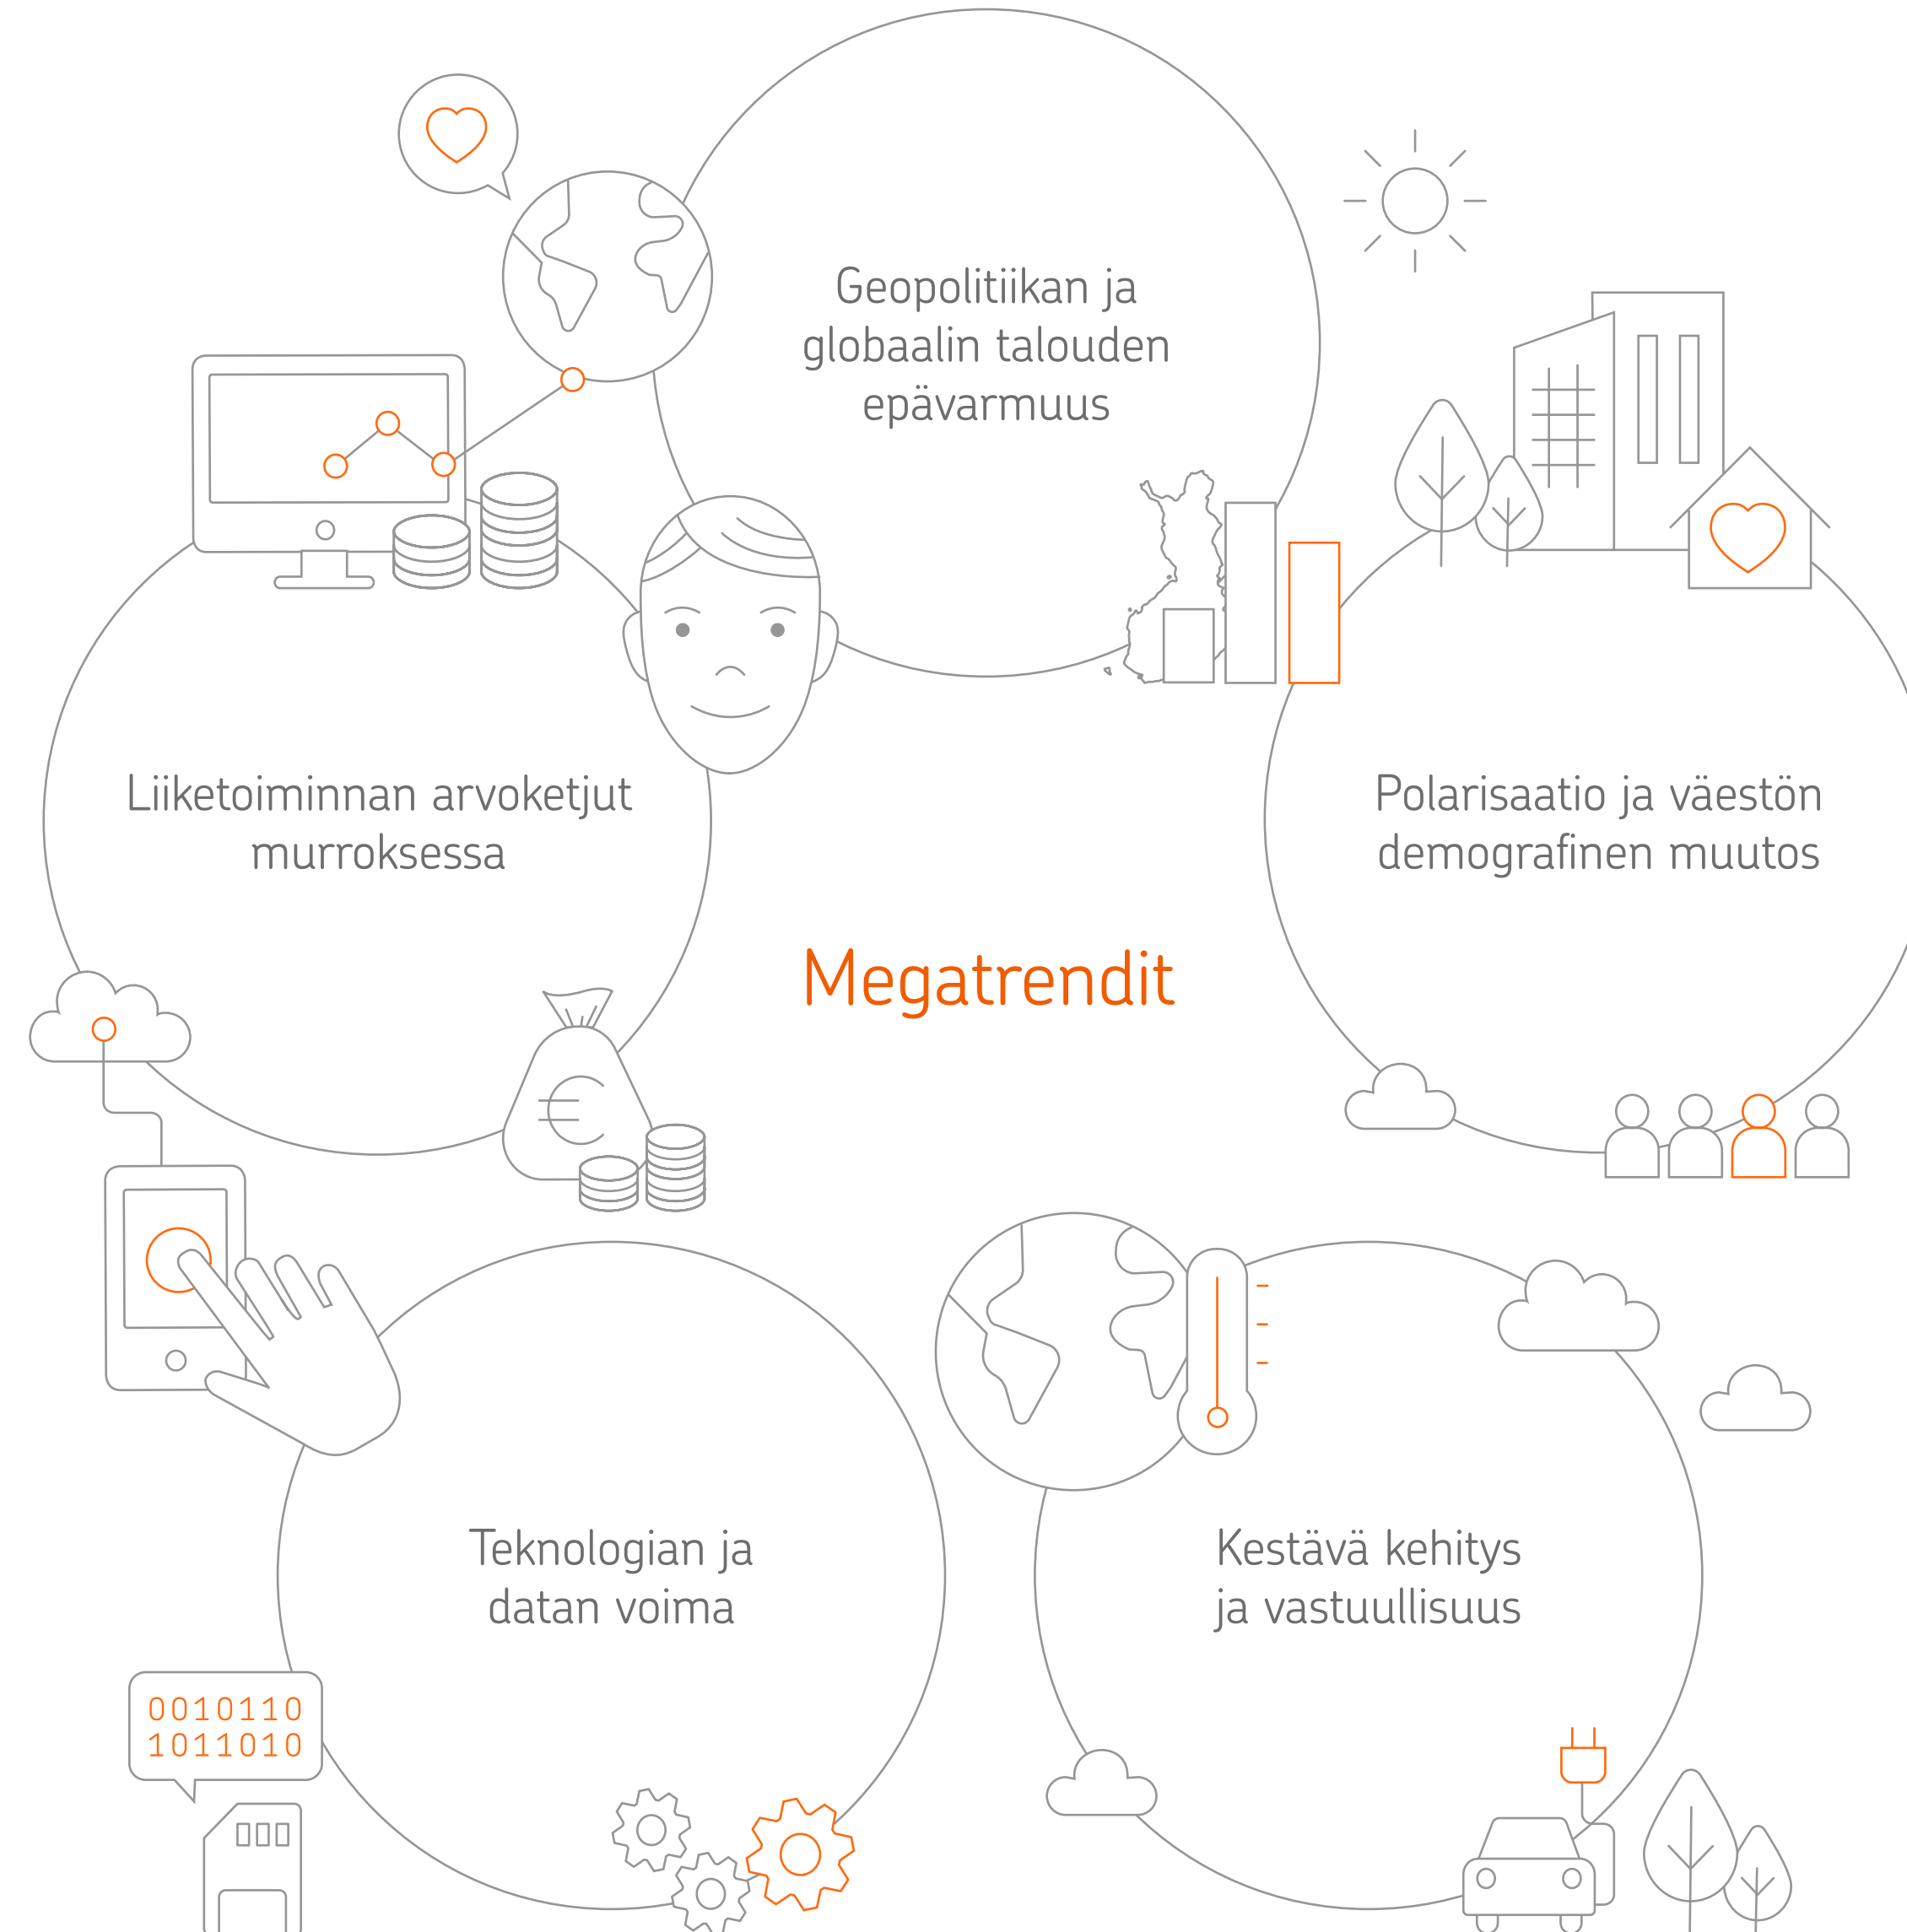 Geopolitiikan ja
globaalin talouden
epävarmuus
Liiketoiminnan arvoketjut
murroksessa
Polarisaatio ja väestön
demografinen muutos
Megatrendit
Teknologian ja
datan voima
Kestävä kehitys
ja vastuullisuus
0010110
1011010